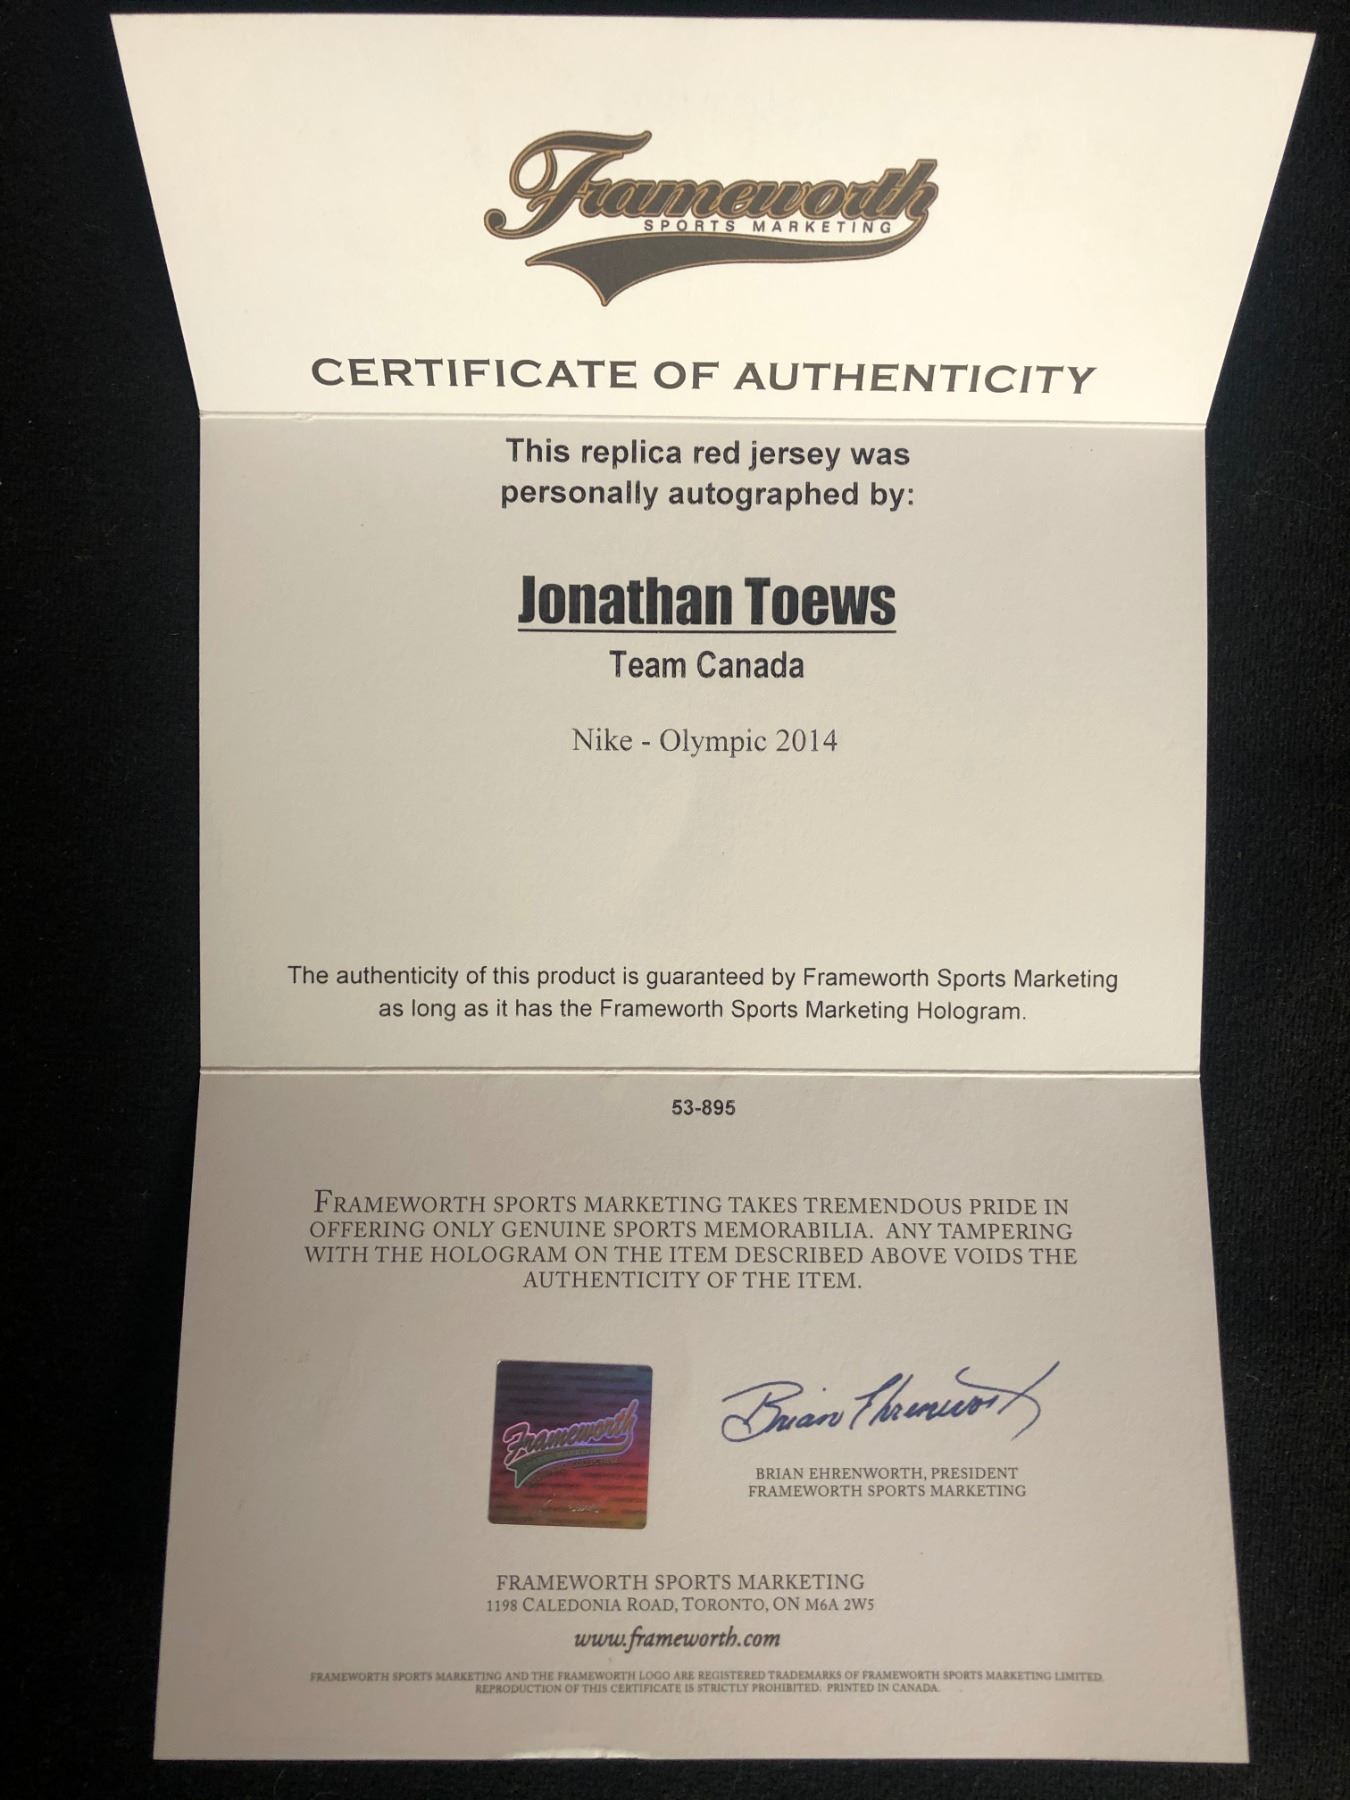 Frameworth
SPORTS MARKETING
CERTIFICATE OF AUTHENTICITY
This replica red jersey was
personally autographed by:
Jonathan Toews
Team Canada
Nike - Olympic 2014
The authenticity of this product is guaranteed by Frameworth Sports Marketing
as long as it has the Frameworth Sports Marketing Hologram.
53-895
FRAMEWORTH SPORTS MARKETING TAKES TREMENDOUS PRIDE IN
OFFERING ONLY GENUINE SPORTS MEMORABILIA. ANY TAMPERING
WITH THE HOLOGRAM ON THE ITEM DESCRIBED ABOVE VOIDS THE
AUTHENTICITY OF THE ITEM.
Frameworth
Brian Ehrenworth
BRIAN EHRENWORTH, PRESIDENT
FRAMEWORTH SPORTS MARKETING
FRAMEWORTH SPORTS MARKETING
1198 CALEDONIA ROAD, TORONTO, ON M6A 2W5
www.frameworth.com
FRAMEWORTH SPORTS MARKETING AND THE FRAMEWORTH LOGO ARE REGISTERED TRADEMARKS OF FRAMEWORTH SPORTS MARKETING LIMITED.
REPRODUCTION OF THIS CERTIFICATE IS STRICTLY PROHIBITED. PRINTED IN CANADA.